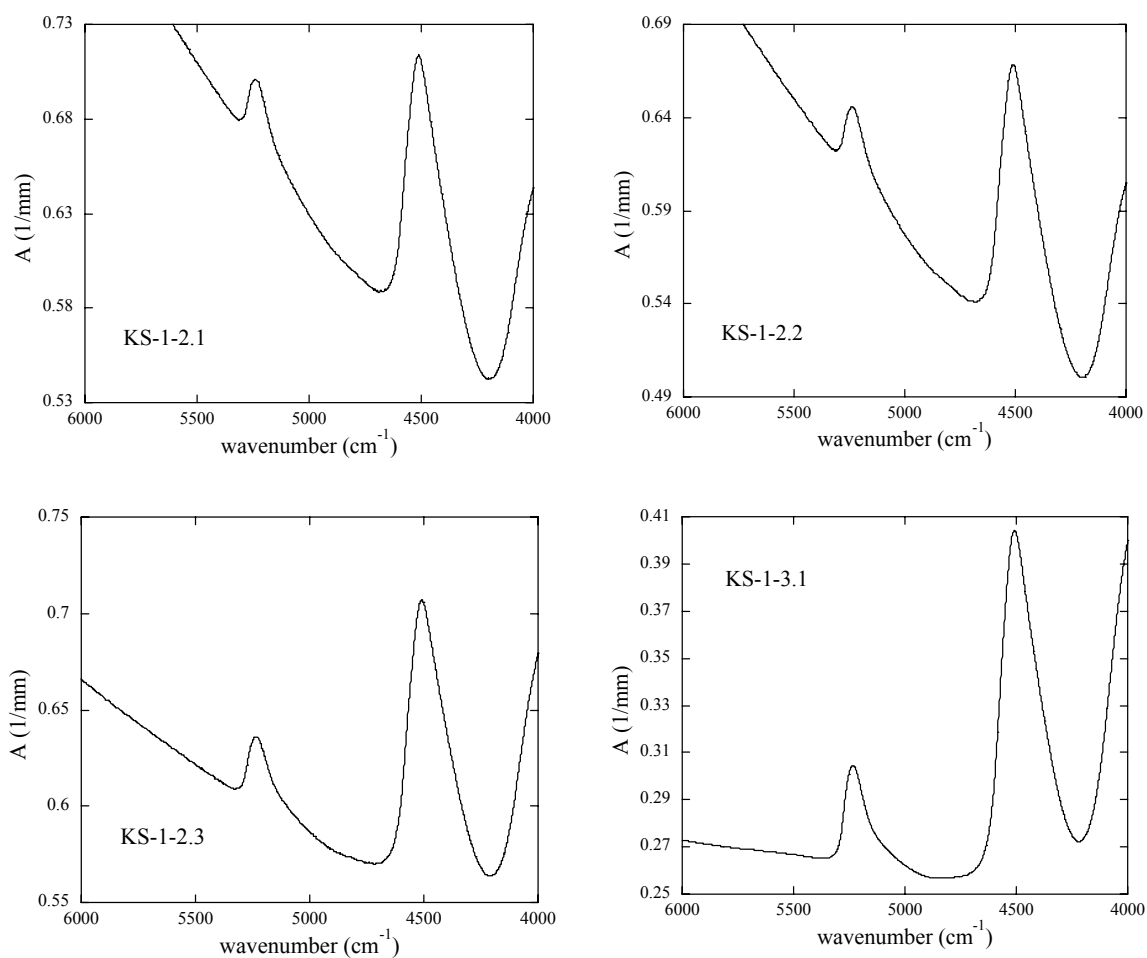 0.73
0.68
0.63
0.58
0.53
A (1/mm)
KS-1-2.1
6000 5500 5000 4500 4000
wavenumber (cm⁻¹)
0.69
0.64
0.59
0.54
0.49
A (1/mm)
KS-1-2.2
6000 5500 5000 4500 4000
wavenumber (cm⁻¹)
0.75
0.7
0.65
0.6
0.55
A (1/mm)
KS-1-2.3
6000 5500 5000 4500 4000
wavenumber (cm⁻¹)
0.41
0.39
0.37
0.35
0.33
0.31
0.29
0.27
0.25
A (1/mm)
KS-1-3.1
6000 5500 5000 4500 4000
wavenumber (cm⁻¹)